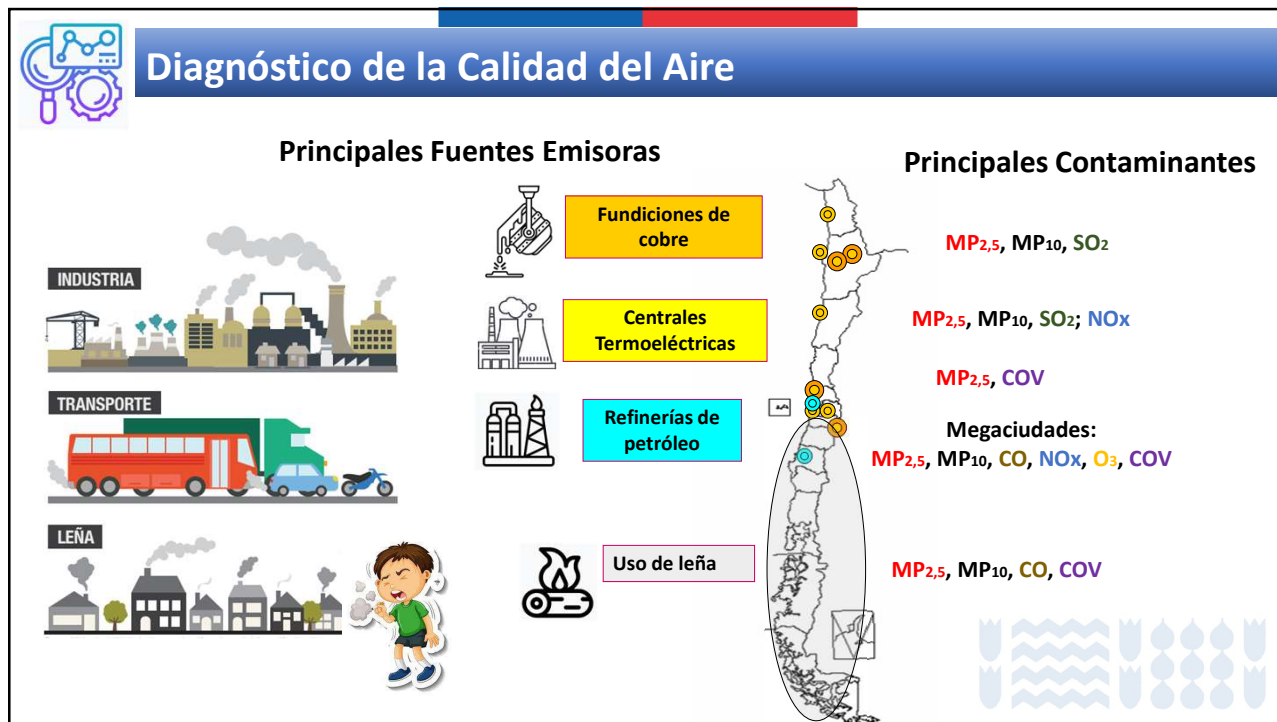 Diagnóstico de la Calidad del Aire
Principales Fuentes Emisoras
Principales Contaminantes
INDUSTRIA
TRANSPORTE
LEÑA
Fundiciones de
cobre
Centrales
Termoeléctricas
Refinerías de
petróleo
Uso de leña
MP2,5, MP10, SO2
MP2,5, MP10, SO2; NOx
MP2,5, COV
Megaciudades:
MP2,5, MP10, CO, NOx, O3, COV
MP2,5, MP10, CO, COV